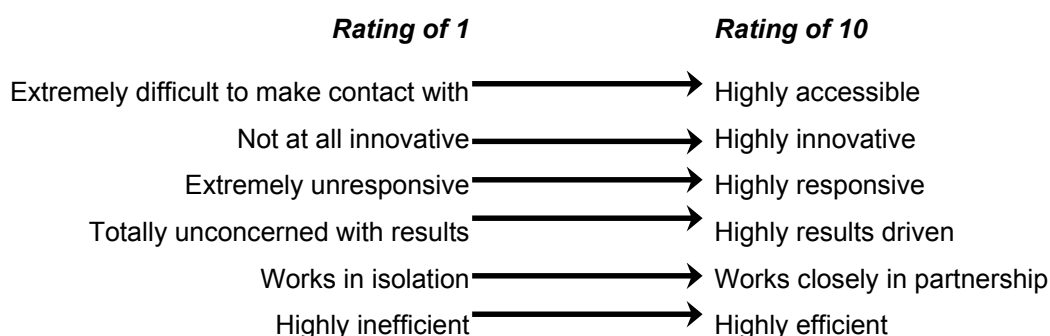 Rating of 1 Rating of 10
Extremely difficult to make contact with Highly accessible
Not at all innovative Highly innovative
Extremely unresponsive Highly responsive
Totally unconcerned with results Highly results driven
Works in isolation Works closely in partnership
Highly inefficient Highly efficient